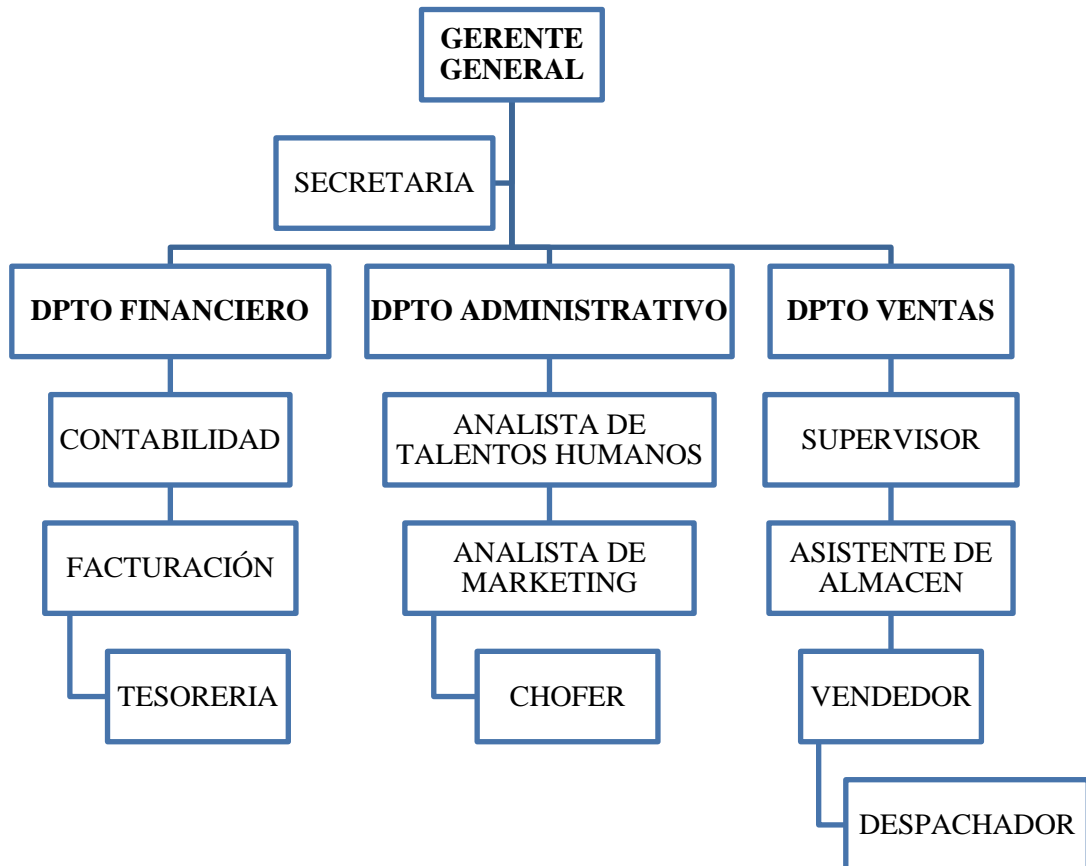 GERENTE
GENERAL
SECRETARIA
DPTO FINANCIERO
DPTO ADMINISTRATIVO
DPTO VENTAS
CONTABILIDAD
ANALISTA DE
TALENTOS HUMANOS
SUPERVISOR
FACTURACIÓN
ANALISTA DE
MARKETING
ASISTENTE DE
ALMACEN
TESORERIA
CHOFER
VENDEDOR
DESPACHADOR